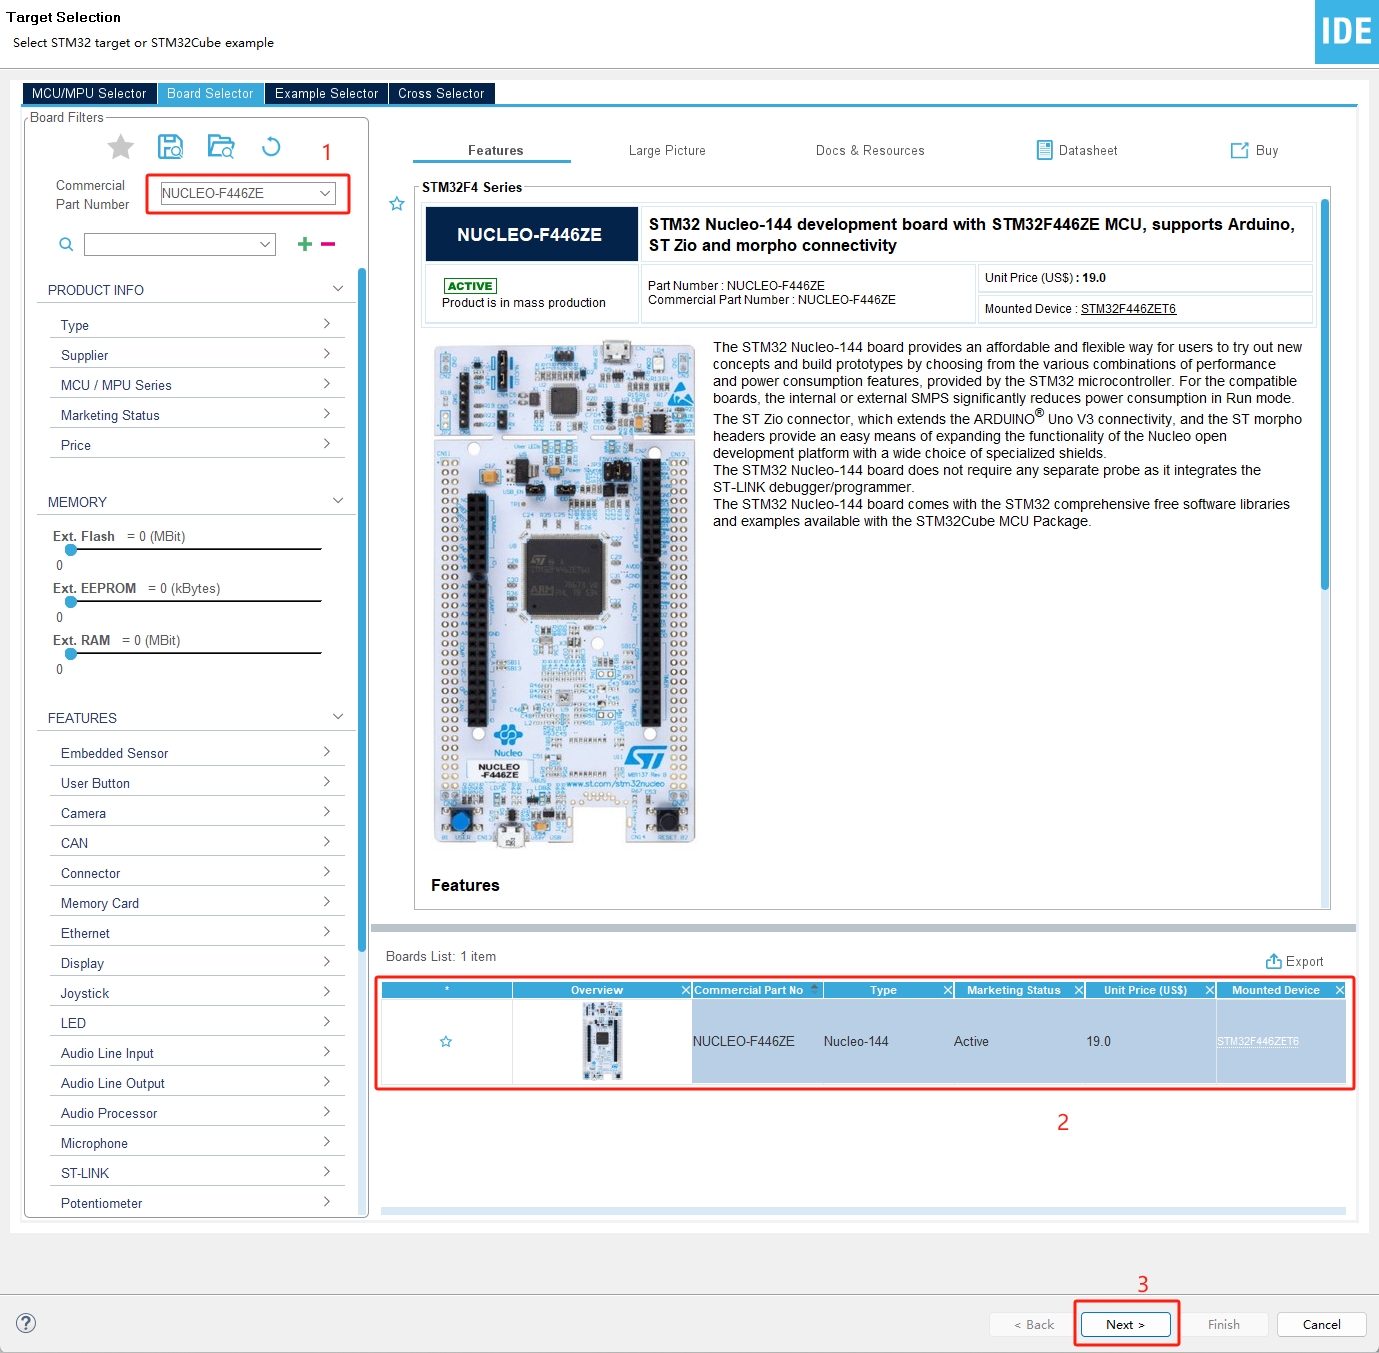 Target Selection
Select STM32 target or STM32Cube example
IDE
MCU/MPU Selector
Board Selector
Example Selector
Cross Selector
Board Filters
1
Commercial
Part Number
NUCLEO-F446ZE
PRODUCT INFO
Type
Supplier
MCU / MPU Series
Marketing Status
Price
MEMORY
Ext. Flash = 0 (MBit)
0
Ext. EEPROM = 0 (kBytes)
0
Ext. RAM = 0 (MBit)
0
FEATURES
Embedded Sensor
User Button
Camera
CAN
Connector
Memory Card
Ethernet
Display
Joystick
LED
Audio Line Input
Audio Line Output
Audio Processor
Microphone
ST-LINK
Potentiometer
Features
Large Picture
Docs & Resources
Datasheet
Buy
STM32F4 Series
NUCLEO-F446ZE
STM32 Nucleo-144 development board with STM32F446ZE MCU, supports Arduino,
ST Zio and morpho connectivity
ACTIVE
Product is in mass production
Part Number : NUCLEO-F446ZE
Commercial Part Number : NUCLEO-F446ZE
Unit Price (US$) : 19.0
Mounted Device : STM32F446ZET6
The STM32 Nucleo-144 board provides an affordable and flexible way for users to try out new
concepts and build prototypes by choosing from the various combinations of performance
and power consumption features, provided by the STM32 microcontroller. For the compatible
boards, the internal or external SMPS significantly reduces power consumption in Run mode.
The ST Zio connector, which extends the ARDUINO® Uno V3 connectivity, and the ST morpho
headers provide an easy means of expanding the functionality of the Nucleo open
development platform with a wide choice of specialized shields.
The STM32 Nucleo-144 board does not require any separate probe as it integrates the
ST-LINK debugger/programmer.
The STM32 Nucleo-144 board comes with the STM32 comprehensive free software libraries
and examples available with the STM32Cube MCU Package.
Nucleo
NUCLEO
-F446ZE
www.st.com/stm32nucleo
Features
Boards List: 1 item
Export
*
Overview
Commercial Part No
Type
Marketing Status
Unit Price (US$)
Mounted Device
NUCLEO-F446ZE
Nucleo-144
Active
19.0
STM32F446ZET6
2
3
< Back
Next >
Finish
Cancel